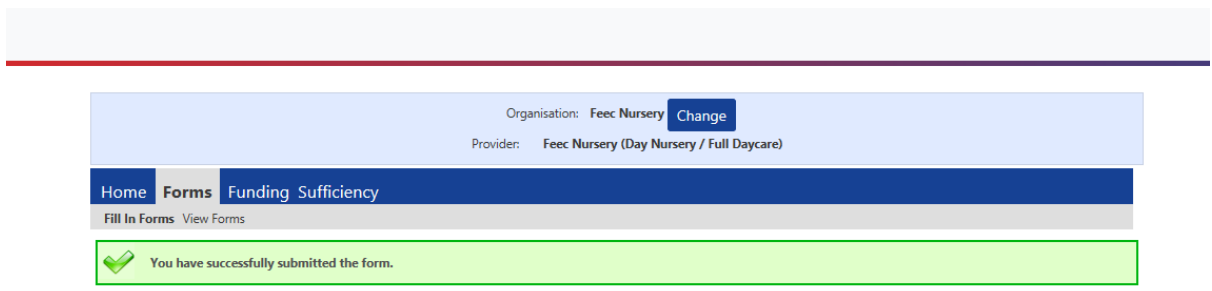 Organisation: Feec Nursery Change
Provider: Feec Nursery (Day Nursery / Full Daycare)
Home Forms Funding Sufficiency
Fill In Forms View Forms
You have successfully submitted the form.